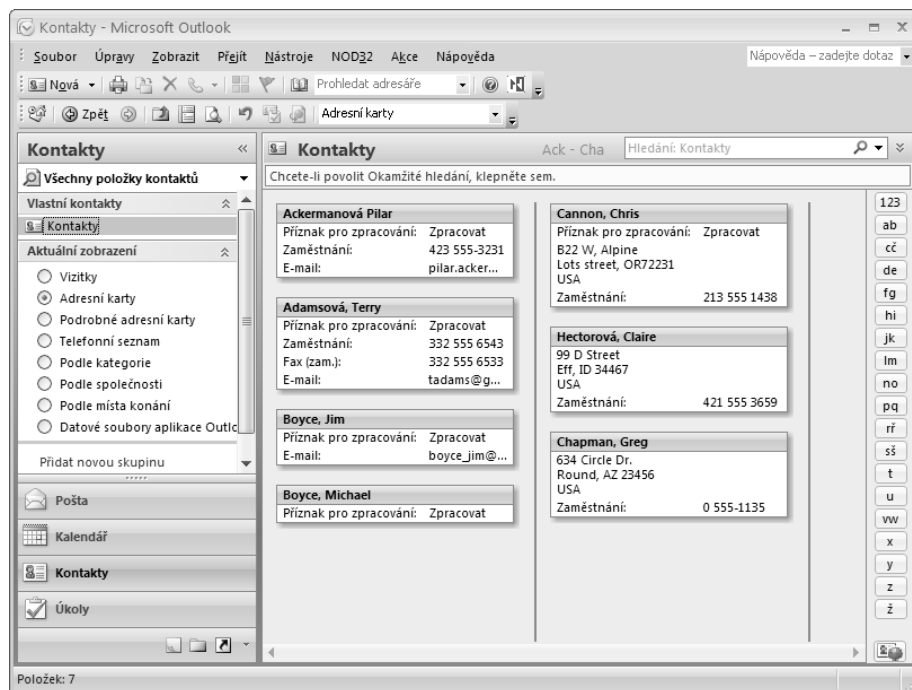 Kontakty - Microsoft Outlook
Soubor Úpravy Zobrazit Přejít Nástroje NOD32 Akce Nápověda Nápověda – zadejte dotaz
Nová Prohledat adresáře
Zpět Adresní karty
Kontakty «
Všechny položky kontaktů
Vlastní kontakty
Kontakty
Aktuální zobrazení
Vizitky
Adresní karty
Podrobné adresní karty
Telefonní seznam
Podle kategorie
Podle společnosti
Podle místa konání
Datové soubory aplikace Outlc
Přidat novou skupinu
Pošta
Kalendář
Kontakty
Úkoly
Kontakty Ack - Cha Hledání: Kontakty
Chcete-li povolit Okamžité hledání, klepněte sem.
Ackermanová Pilar
Příznak pro zpracování: Zpracovat
Zaměstnání: 423 555-3231
E-mail: pilar.acker...
Adamsová, Terry
Příznak pro zpracování: Zpracovat
Zaměstnání: 332 555 6543
Fax (zam.): 332 555 6533
E-mail: tadams@g...
Boyce, Jim
Příznak pro zpracování: Zpracovat
E-mail: boyce_jim@...
Boyce, Michael
Příznak pro zpracování: Zpracovat
Cannon, Chris
Příznak pro zpracování: Zpracovat
B22 W, Alpine
Lots street, OR72231
USA
Zaměstnání: 213 555 1438
Hectorová, Claire
99 D Street
Eff, ID 34467
USA
Zaměstnání: 421 555 3659
Chapman, Greg
634 Circle Dr.
Round, AZ 23456
USA
Zaměstnání: 0 555-1135
123
ab
cč
de
fg
hi
jk
lm
no
pq
rř
sš
t
u
vw
x
y
z
ž
Položek: 7